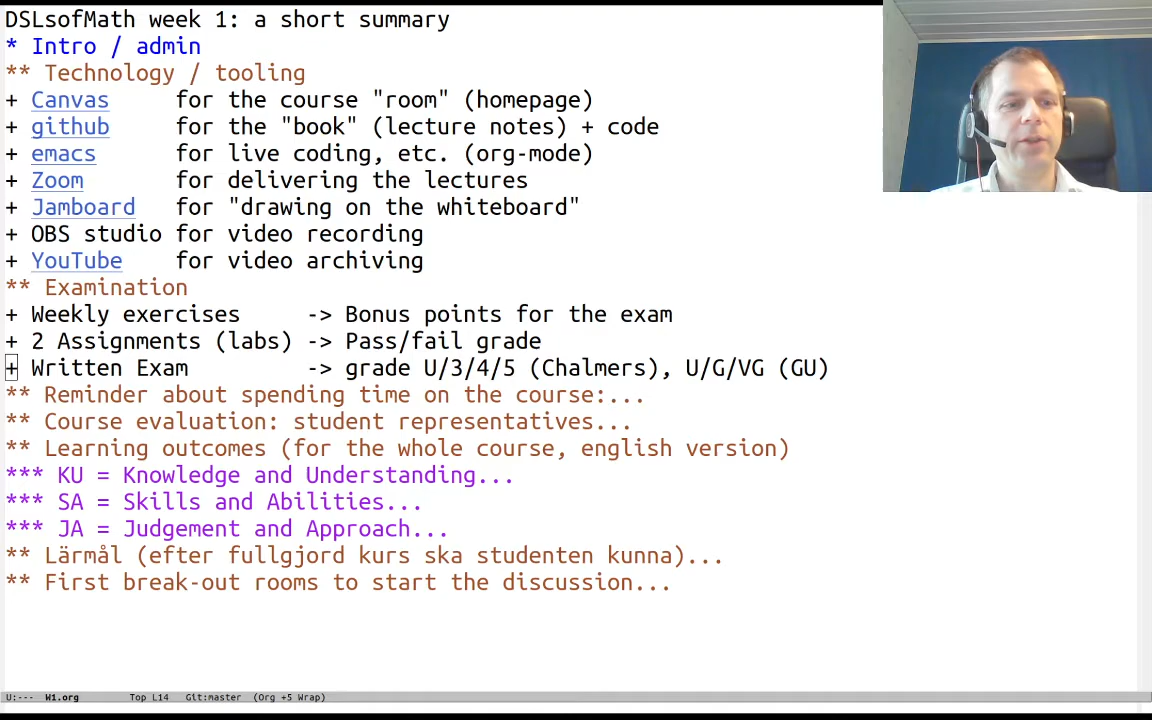 DSLsofMath week 1: a short summary
* Intro / admin
** Technology / tooling
+ Canvas for the course "room" (homepage)
+ github for the "book" (lecture notes) + code
+ emacs for live coding, etc. (org-mode)
+ Zoom for delivering the lectures
+ Jamboard for "drawing on the whiteboard"
+ OBS studio for video recording
+ YouTube for video archiving
** Examination
+ Weekly exercises -> Bonus points for the exam
+ 2 Assignments (labs) -> Pass/fail grade
+ Written Exam -> grade U/3/4/5 (Chalmers), U/G/VG (GU)
** Reminder about spending time on the course:...
** Course evaluation: student representatives...
** Learning outcomes (for the whole course, english version)
*** KU = Knowledge and Understanding...
*** SA = Skills and Abilities...
*** JA = Judgement and Approach...
** Lärmål (efter fullgjord kurs ska studenten kunna)...
** First break-out rooms to start the discussion...
U:--- W1.org Top L14 Git:master (Org +5 Wrap)